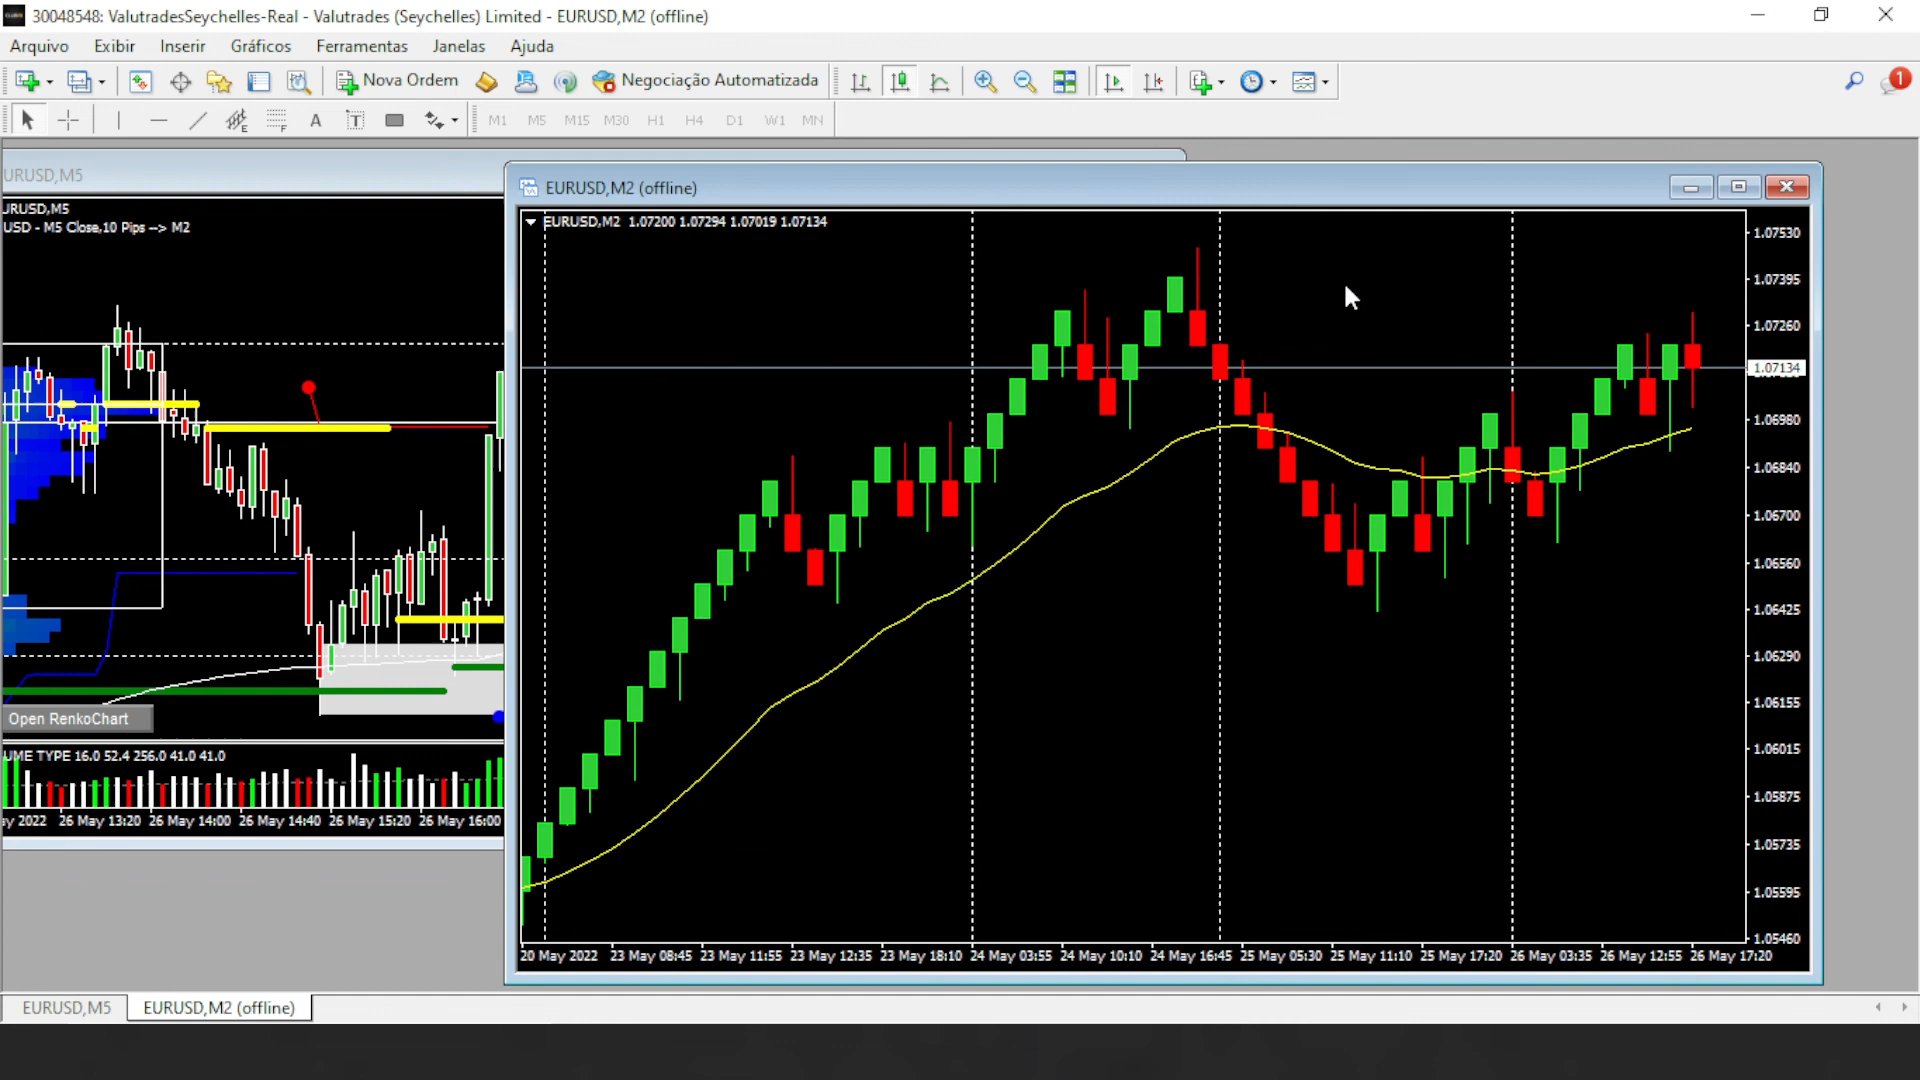 30048548: ValutradesSeychelles-Real - Valutrades (Seychelles) Limited - EURUSD,M2 (offline)
Arquivo Exibir Inserir Gráficos Ferramentas Janelas Ajuda
Nova Ordem Negociação Automatizada 1
E F A T M1 M5 M15 M30 H1 H4 D1 W1 MN
URUSD,M5
JRUSD,M5
USD - M5 Close,10 Pips --> M2
Open RenkoChart
UME TYPE 16.0 52.4 256.0 41.0 41.0
ay 2022 26 May 13:20 26 May 14:00 26 May 14:40 26 May 15:20 26 May 16:00
EURUSD,M2 (offline)
EURUSD,M2 1.07200 1.07294 1.07019 1.07134
1.07530
1.07395
1.07260
1.07134
1.06980
1.06840
1.06700
1.06560
1.06425
1.06290
1.06155
1.06015
1.05875
1.05735
1.05595
1.05460
20 May 2022 23 May 08:45 23 May 11:55 23 May 12:35 23 May 18:10 24 May 03:55 24 May 10:10 24 May 16:45 25 May 05:30 25 May 11:10 25 May 17:20 26 May 03:35 26 May 12:55 26 May 17:20
EURUSD,M5 EURUSD,M2 (offline)